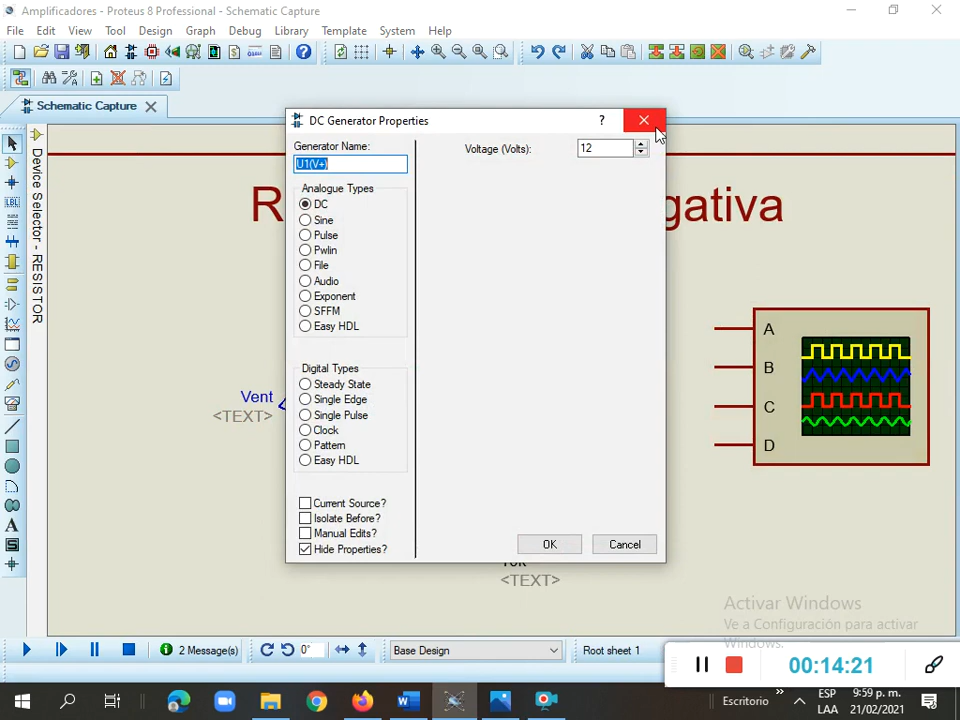 Amplificadores - Proteus 8 Professional - Schematic Capture
File Edit View Tool Design Graph Debug Library Template System Help
Schematic Capture
Device Selector - RESISTOR
LBL
gativa
DC Generator Properties
?
Generator Name:
U1(V+)
Voltage (Volts):
12
Analogue Types
DC
Sine
Pulse
Pwlin
File
Audio
Exponent
SFFM
Easy HDL
Digital Types
Steady State
Single Edge
Single Pulse
Clock
Pattern
Easy HDL
Current Source?
Isolate Before?
Manual Edits?
Hide Properties?
OK
Cancel
Vent
<TEXT>
A
B
C
D
<TEXT>
Activar Windows
Ve a Configuración para activar
Windows.
2 Message(s)
0°
Base Design
Root sheet 1
00:14:21
Escritorio
ESP
LAA
9:59 p. m.
21/02/2021